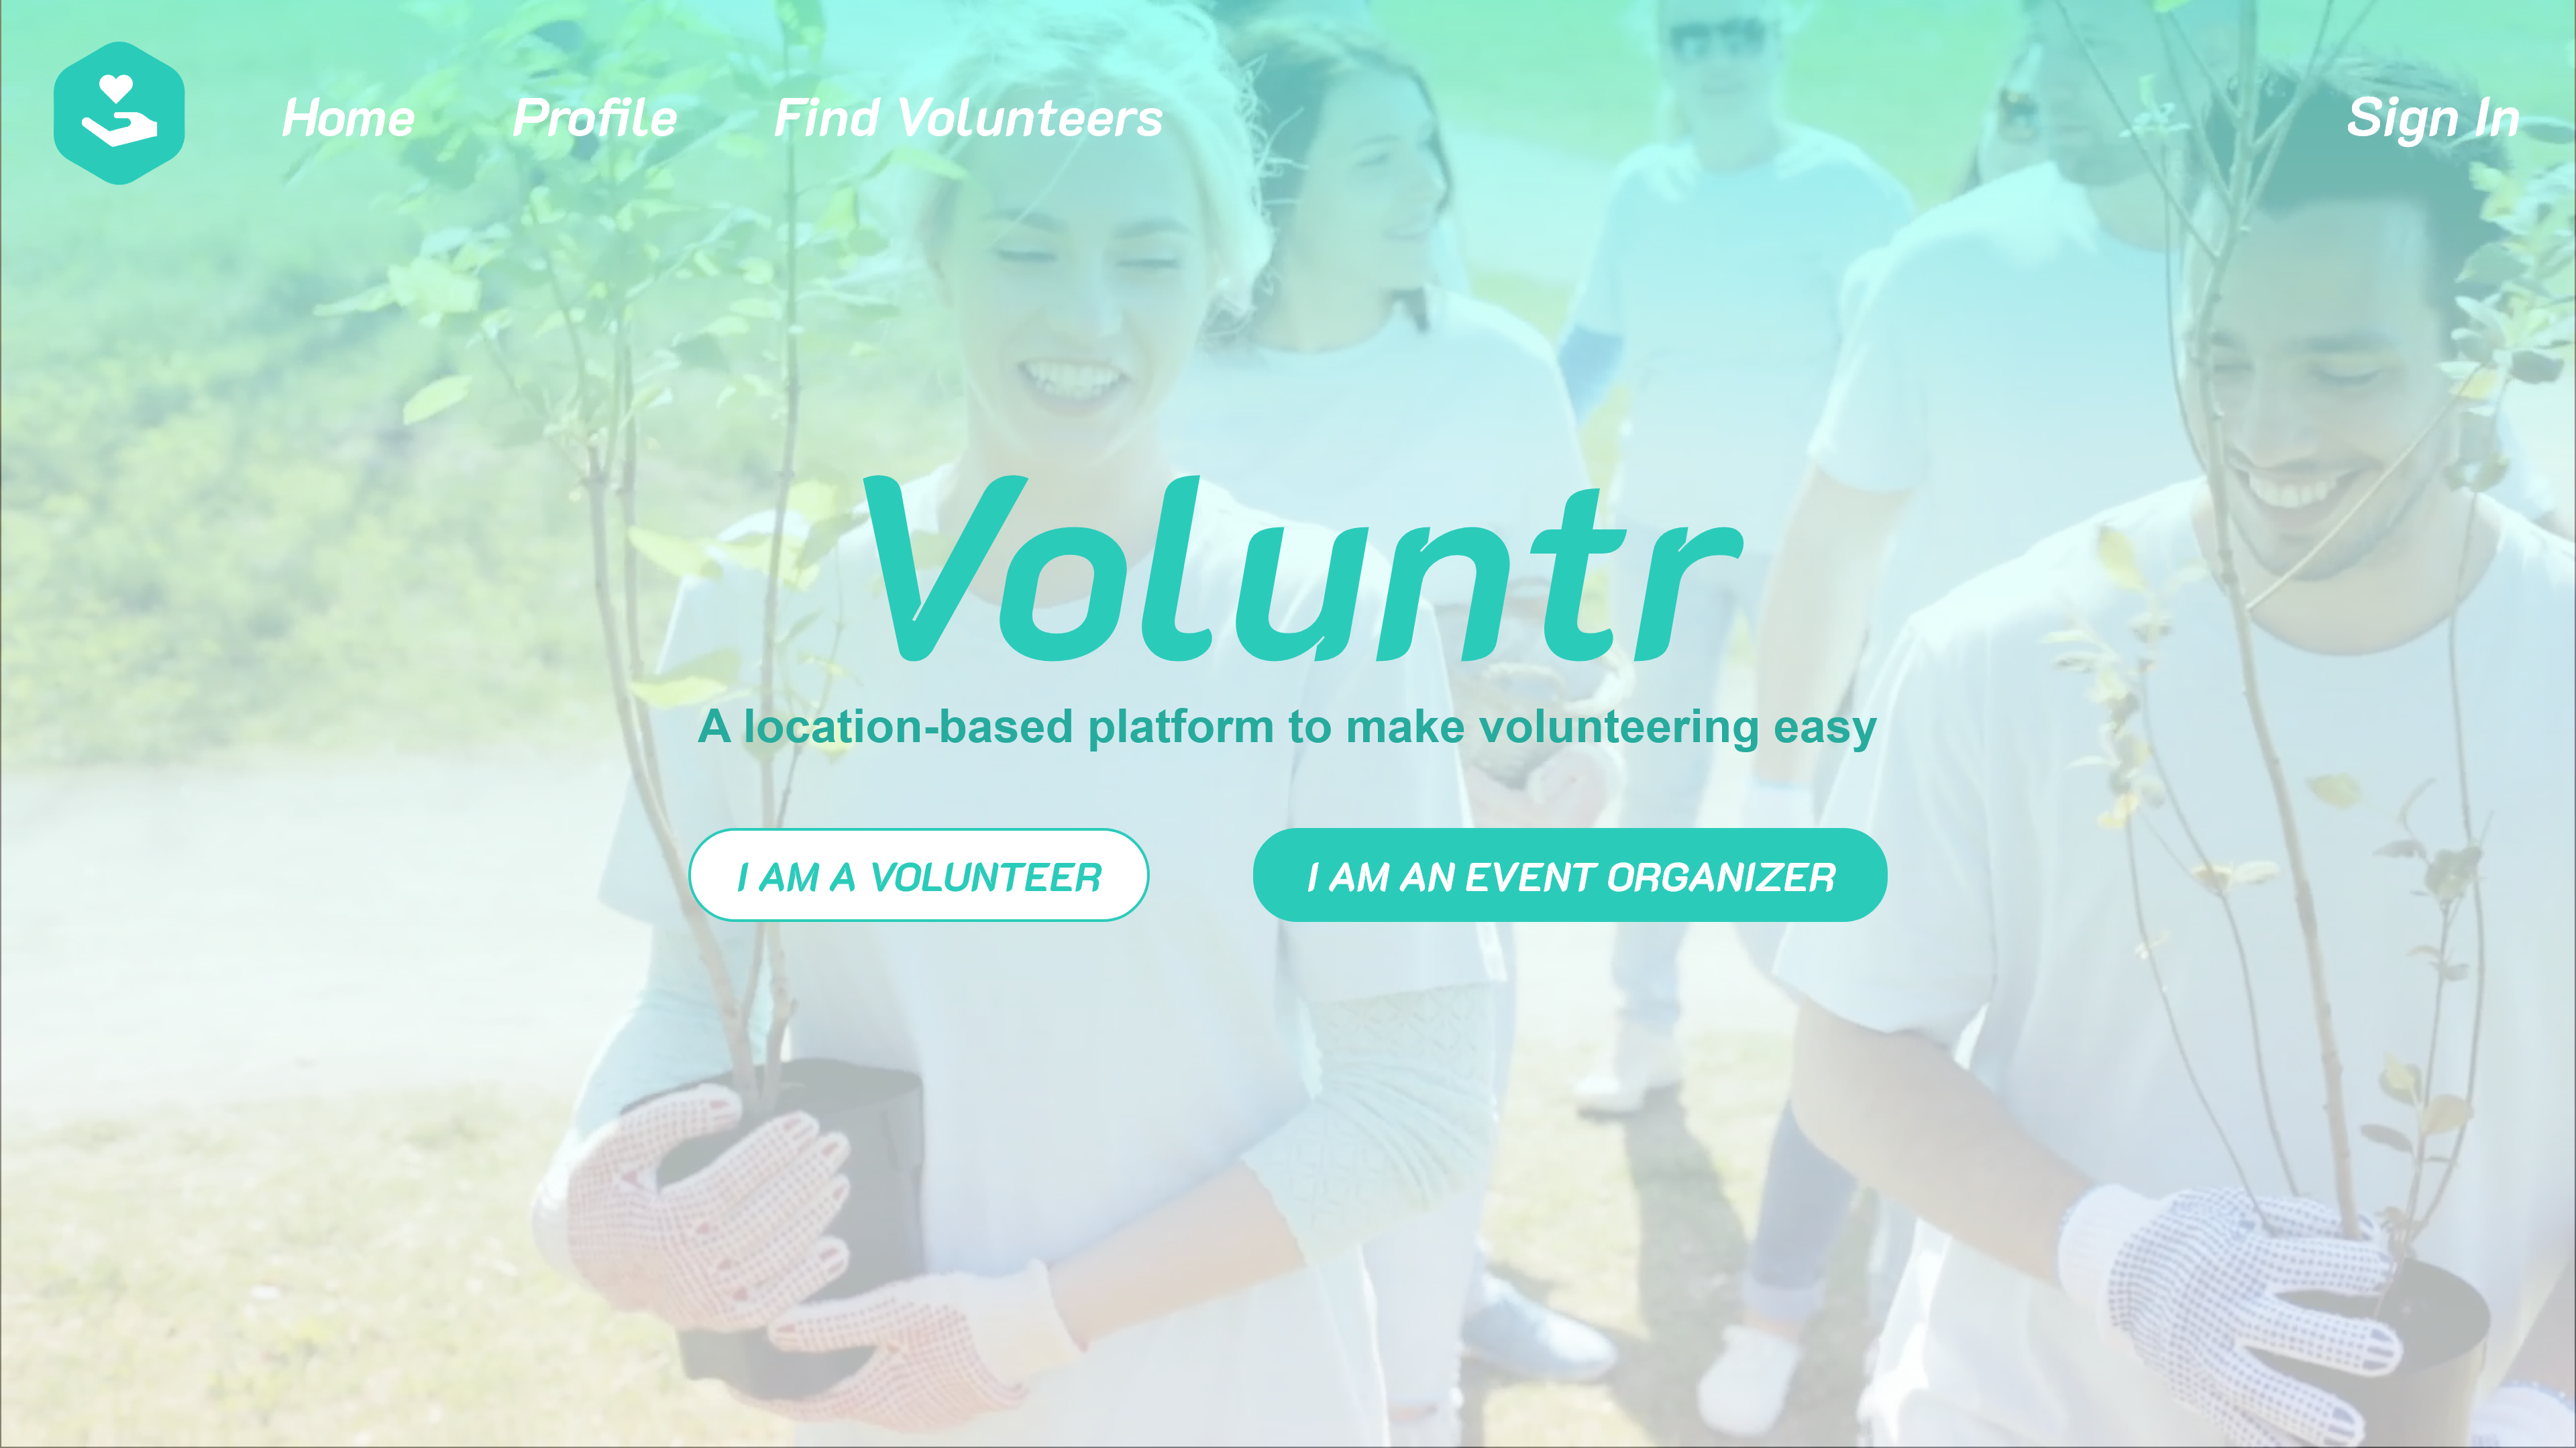 Home Profile Find Volunteers Sign In
Voluntr
A location-based platform to make volunteering easy
I AM A VOLUNTEER I AM AN EVENT ORGANIZER